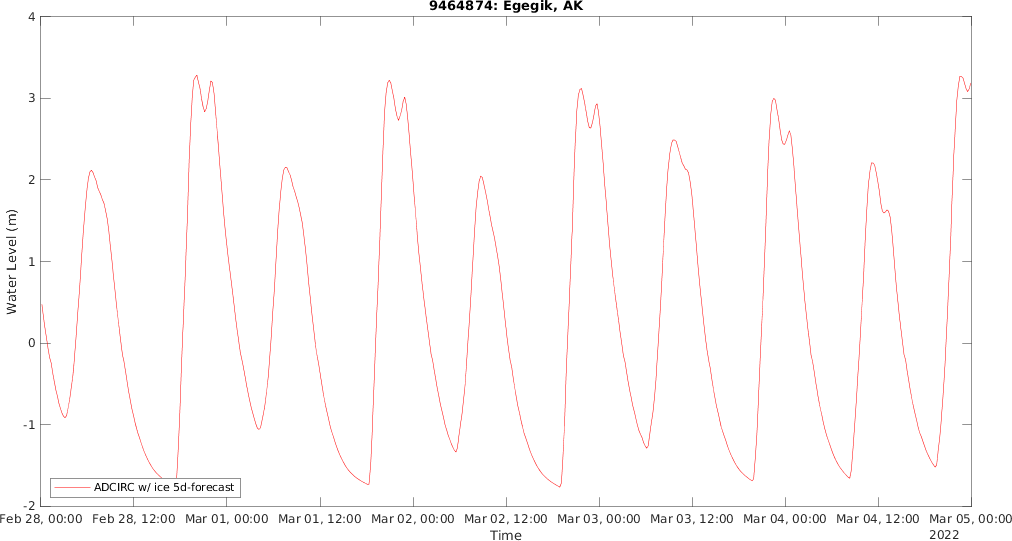 9464874: Egegik, AK
4
3
2
1
0
-1
-2
Water Level (m)
ADCIRC w/ ice 5d-forecast
Feb 28, 00:00 Feb 28, 12:00 Mar 01, 00:00 Mar 01, 12:00 Mar 02, 00:00 Mar 02, 12:00 Mar 03, 00:00 Mar 03, 12:00 Mar 04, 00:00 Mar 04, 12:00 Mar 05, 00:00
Time
2022